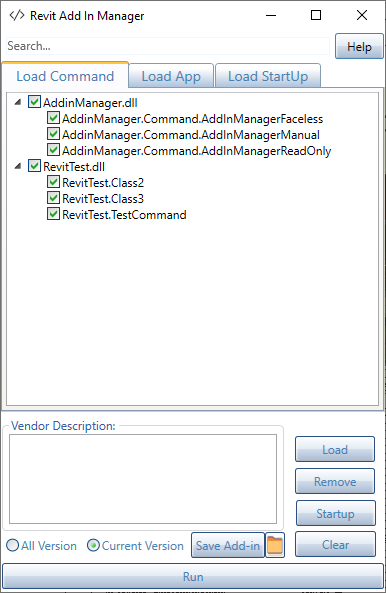 </> Revit Add In Manager
Search...
Help
Load Command Load App Load StartUp
AddinManager.dll
AddinManager.Command.AddInManagerFaceless
AddinManager.Command.AddInManagerManual
AddinManager.Command.AddInManagerReadOnly
RevitTest.dll
RevitTest.Class2
RevitTest.Class3
RevitTest.TestCommand
Vendor Description:
Load
Remove
Startup
All Version Current Version Save Add-in Clear
Run